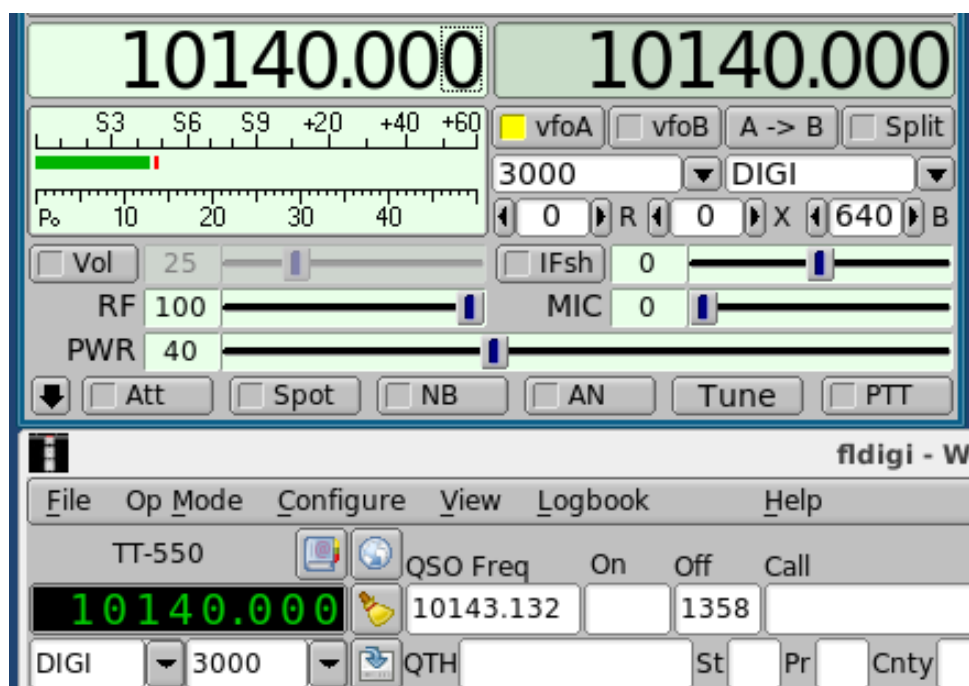 10140.000 10140.000
S3 S6 S9 +20 +40 +60 vfoA vfoB A -> B Split
3000 DIGI
Po 10 20 30 40 0 R 0 X 640 B
Vol 25 IFsh 0
RF 100 MIC 0
PWR 40
Att Spot NB AN Tune PTT
fldigi - W
File Op Mode Configure View Logbook Help
TT-550 QSO Freq On Off Call
10140.000 10143.132 1358
DIGI 3000 QTH St Pr Cnty